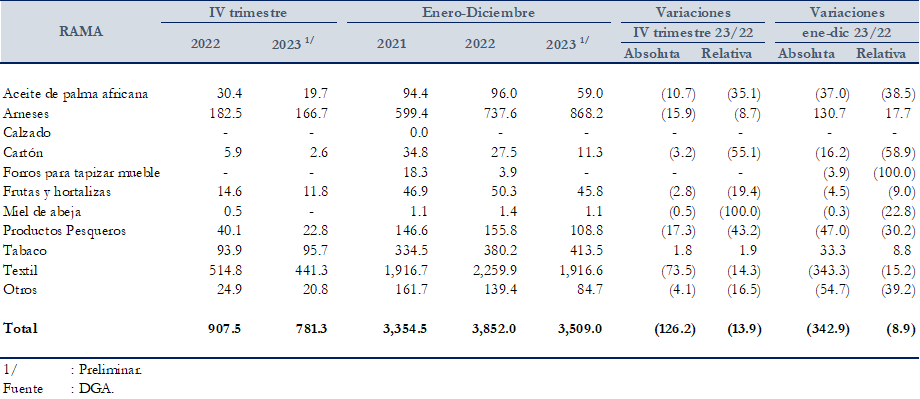 RAMA IV trimestre Enero-Diciembre Variaciones Variaciones
IV trimestre 23/22 ene-dic 23/22
2022 2023 1/ 2021 2022 2023 1/ Absoluta Relativa Absoluta Relativa
Aceite de palma africana 30.4 19.7 94.4 96.0 59.0 (10.7) (35.1) (37.0) (38.5)
Arneses 182.5 166.7 599.4 737.6 868.2 (15.9) (8.7) 130.7 17.7
Calzado - - 0.0 - - - - - -
Cartón 5.9 2.6 34.8 27.5 11.3 (3.2) (55.1) (16.2) (58.9)
Forros para tapizar mueble - - 18.3 3.9 - - - (3.9) (100.0)
Frutas y hortalizas 14.6 11.8 46.9 50.3 45.8 (2.8) (19.4) (4.5) (9.0)
Miel de abeja 0.5 - 1.1 1.4 1.1 (0.5) (100.0) (0.3) (22.8)
Productos Pesqueros 40.1 22.8 146.6 155.8 108.8 (17.3) (43.2) (47.0) (30.2)
Tabaco 93.9 95.7 334.5 380.2 413.5 1.8 1.9 33.3 8.8
Textil 514.8 441.3 1,916.7 2,259.9 1,916.6 (73.5) (14.3) (343.3) (15.2)
Otros 24.9 20.8 161.7 139.4 84.7 (4.1) (16.5) (54.7) (39.2)
Total 907.5 781.3 3,354.5 3,852.0 3,509.0 (126.2) (13.9) (342.9) (8.9)
1/ : Preliminar.
Fuente : DGA.